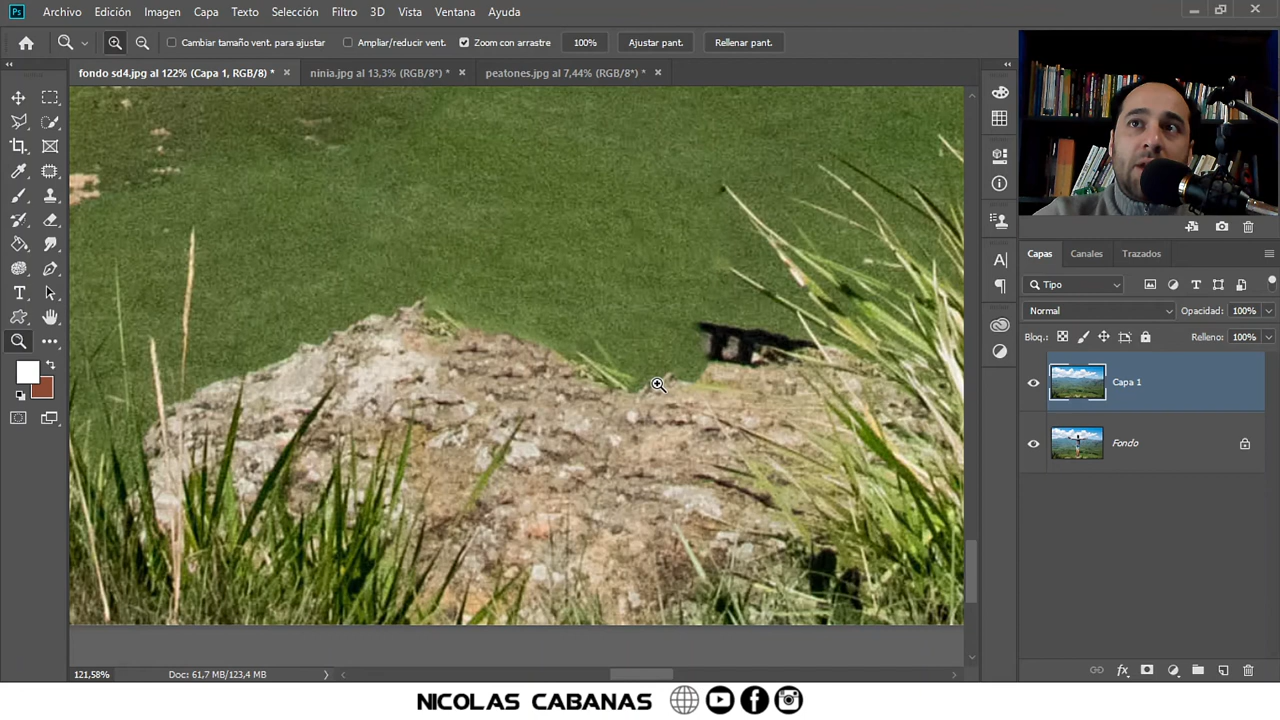 Ps Archivo Edición Imagen Capa Texto Selección Filtro 3D Vista Ventana Ayuda
Cambiar tamaño vent. para ajustar Ampliar/reducir vent. Zoom con arrastre 100% Ajustar pant. Rellenar pant.
fondo sd4.jpg al 122% (Capa 1, RGB/8) * ninia.jpg al 13,3% (RGB/8*) * peatones.jpg al 7,44% (RGB/8*) *
Capas Canales Trazados
Tipo
Normal Opacidad: 100%
Bloq.: Relleno: 100%
Capa 1
Fondo
121,58% Doc: 61,7 MB/123,4 MB
NICOLAS CABANAS